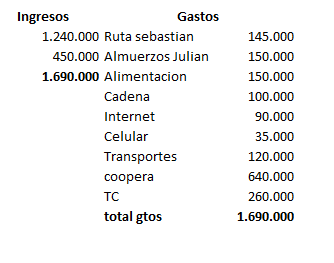 Ingresos Gastos
1.240.000 Ruta sebastian 145.000
450.000 Almuerzos Julian 150.000
1.690.000 Alimentacion 150.000
Cadena 100.000
Internet 90.000
Celular 35.000
Transportes 120.000
coopera 640.000
TC 260.000
total gtos 1.690.000